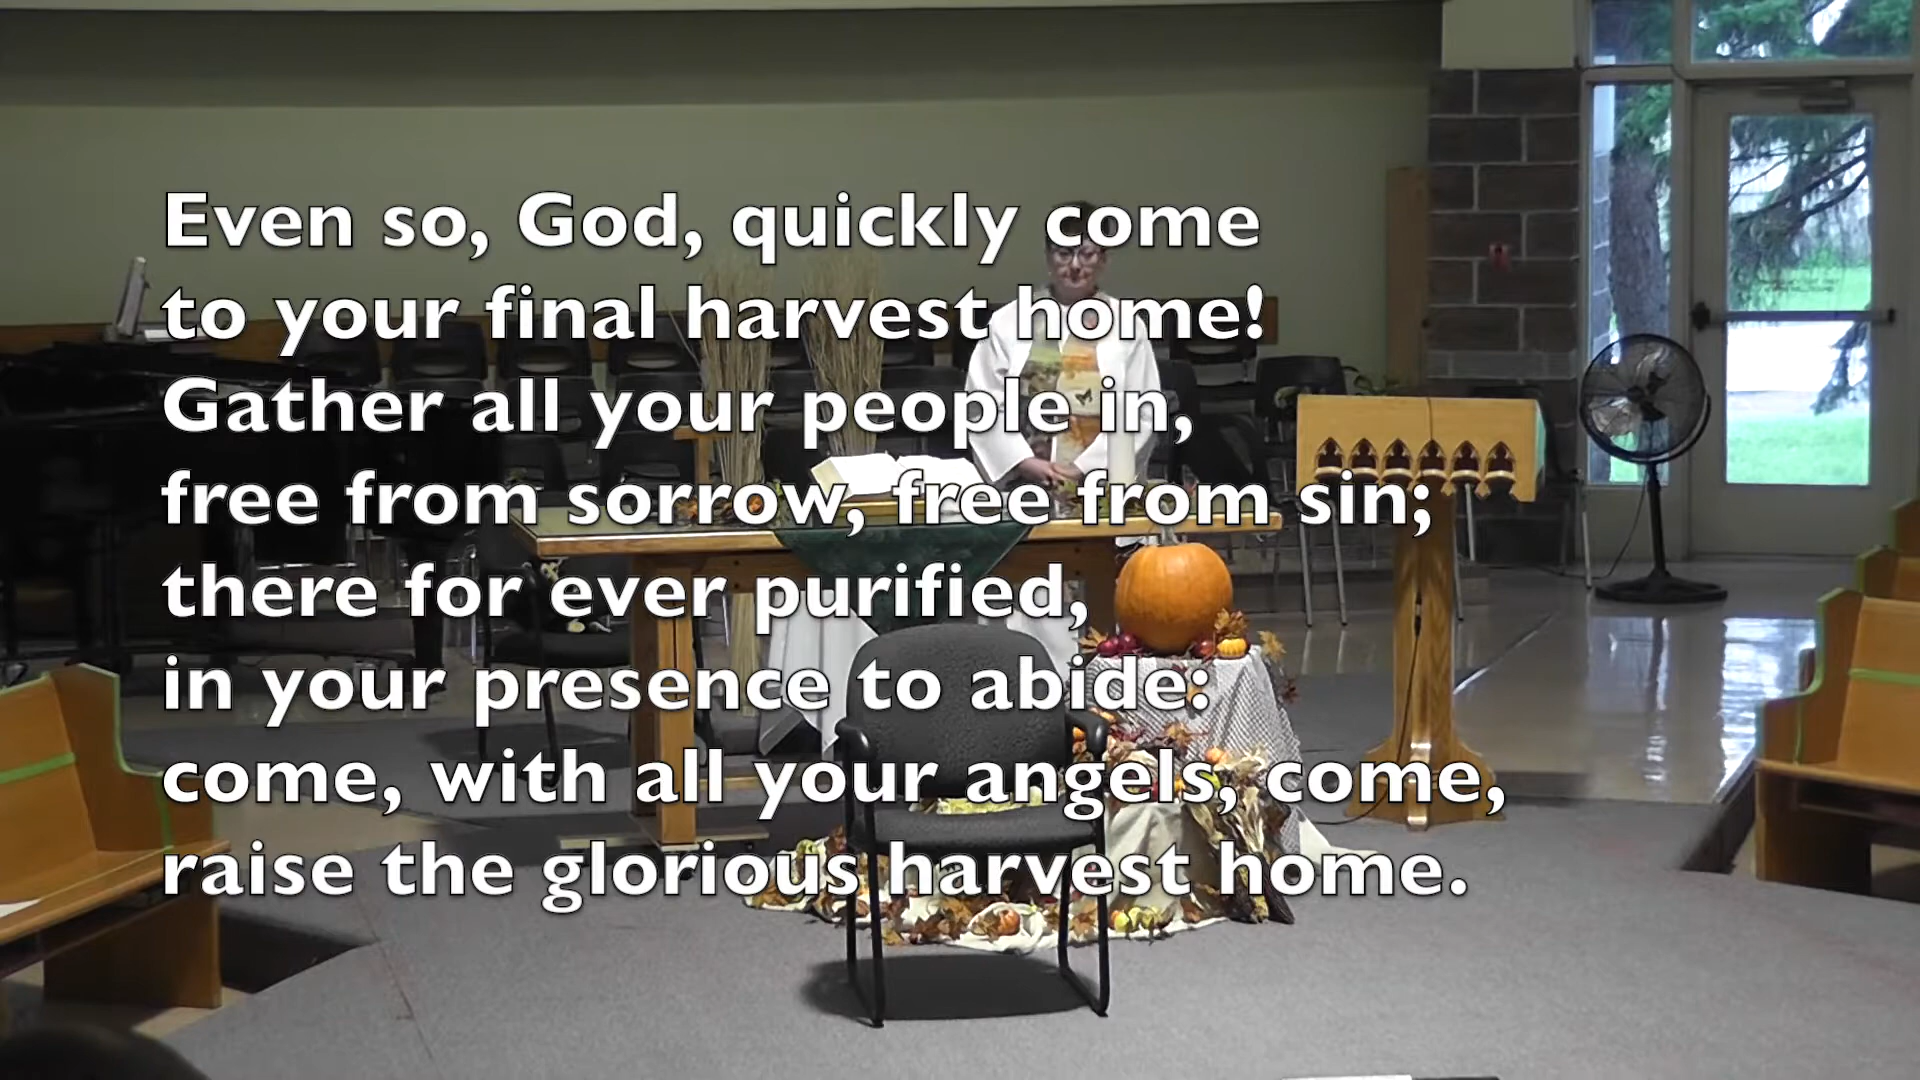 Even so, God, quickly come
to your final harvest home!
Gather all your people in,
free from sorrow, free from sin;
there for ever purified,
in your presence to abide:
come, with all your angels, come,
raise the glorious harvest home.